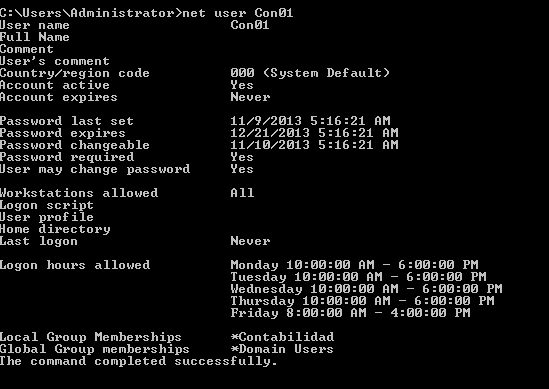 C:\Users\Administrator>net user Con01
User name                    Con01
Full Name
Comment
User's comment
Country/region code          000 (System Default)
Account active               Yes
Account expires              Never
Password last set            11/9/2013 5:16:21 AM
Password expires             12/21/2013 5:16:21 AM
Password changeable          11/10/2013 5:16:21 AM
Password required            Yes
User may change password     Yes
Workstations allowed         All
Logon script
User profile
Home directory
Last logon                   Never
Logon hours allowed          Monday 10:00:00 AM - 6:00:00 PM
                             Tuesday 10:00:00 AM - 6:00:00 PM
                             Wednesday 10:00:00 AM - 6:00:00 PM
                             Thursday 10:00:00 AM - 6:00:00 PM
                             Friday 8:00:00 AM - 4:00:00 PM
Local Group Memberships      *Contabilidad
Global Group memberships     *Domain Users
The command completed successfully.